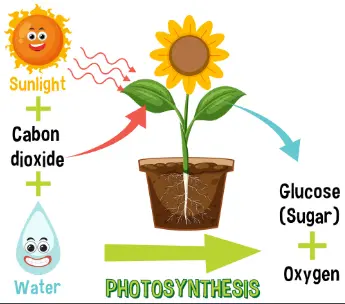 Sunlight
+
Cabon
dioxide
+
Water
PHOTOSYNTHESIS
Glucose
(Sugar)
+
Oxygen